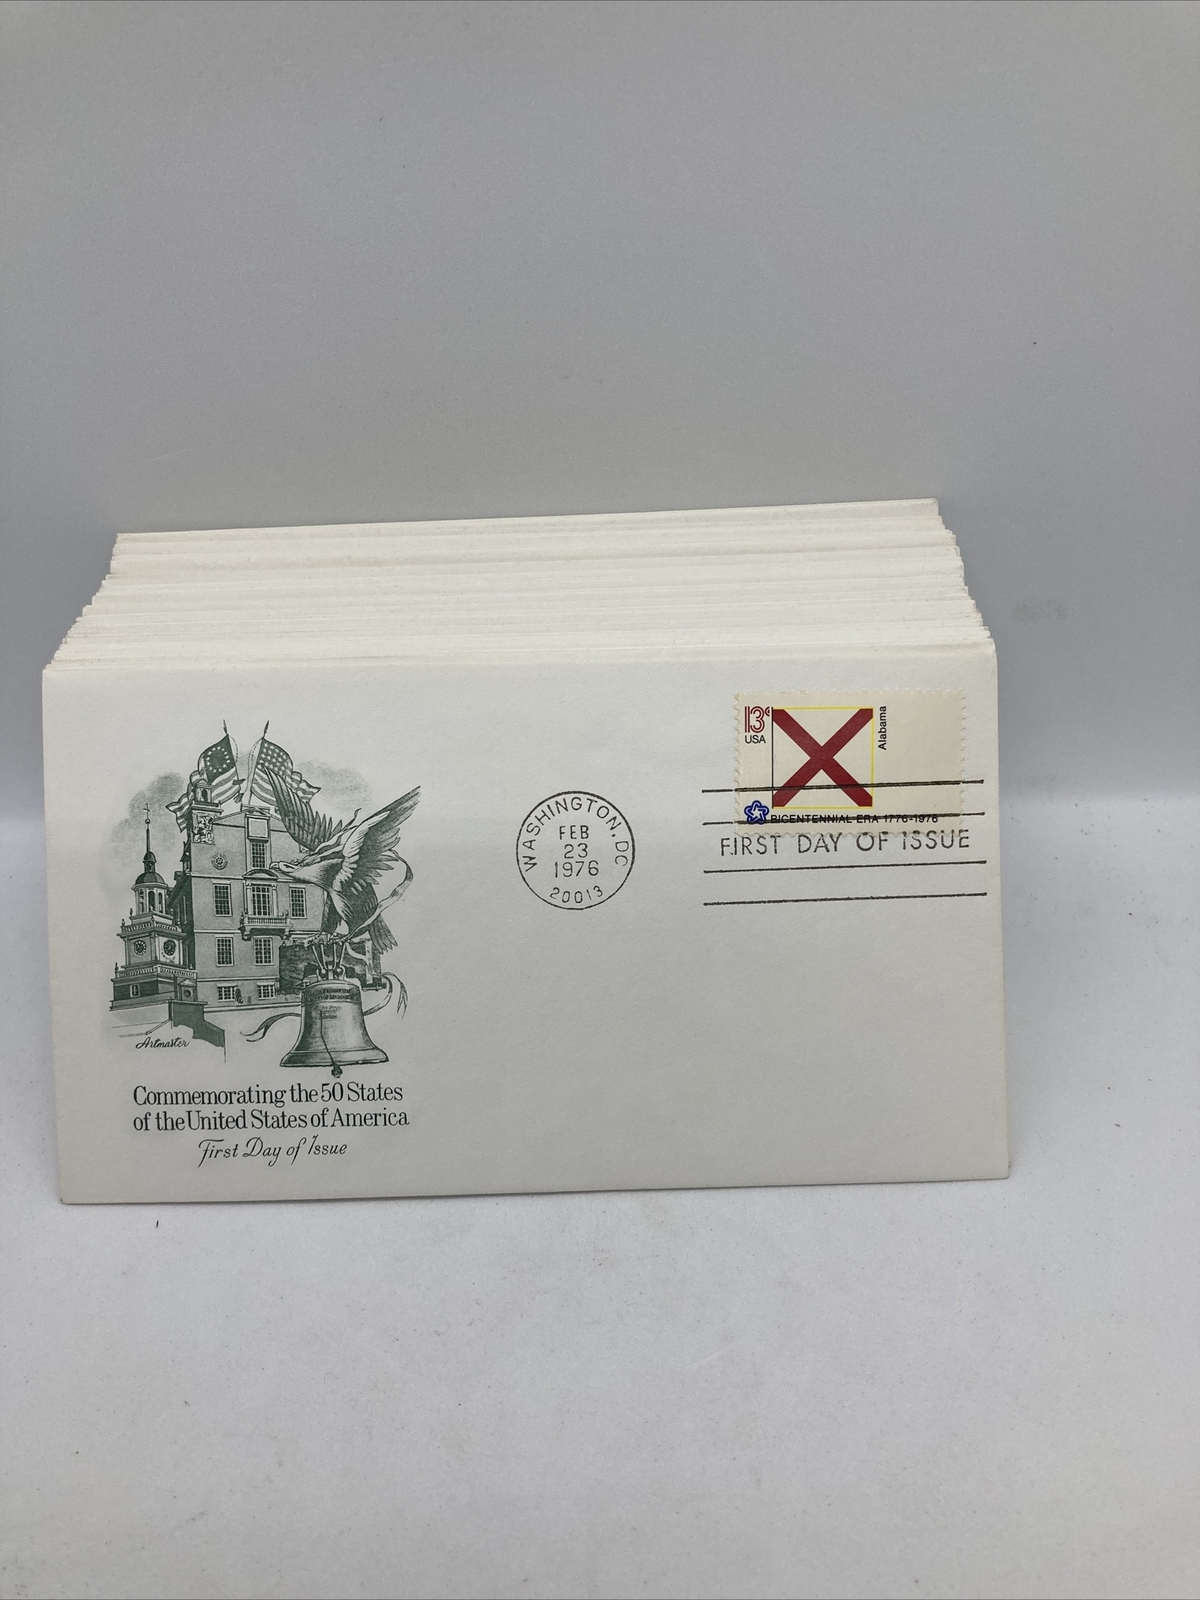 13c
USA
Alabama
BICENTENNIAL ERA 1776-1976
WASHINGTON, DC
FEB
23
1976
20013
FIRST DAY OF ISSUE
Artmaster
Commemorating the 50 States
of the United States of America
First Day of Issue